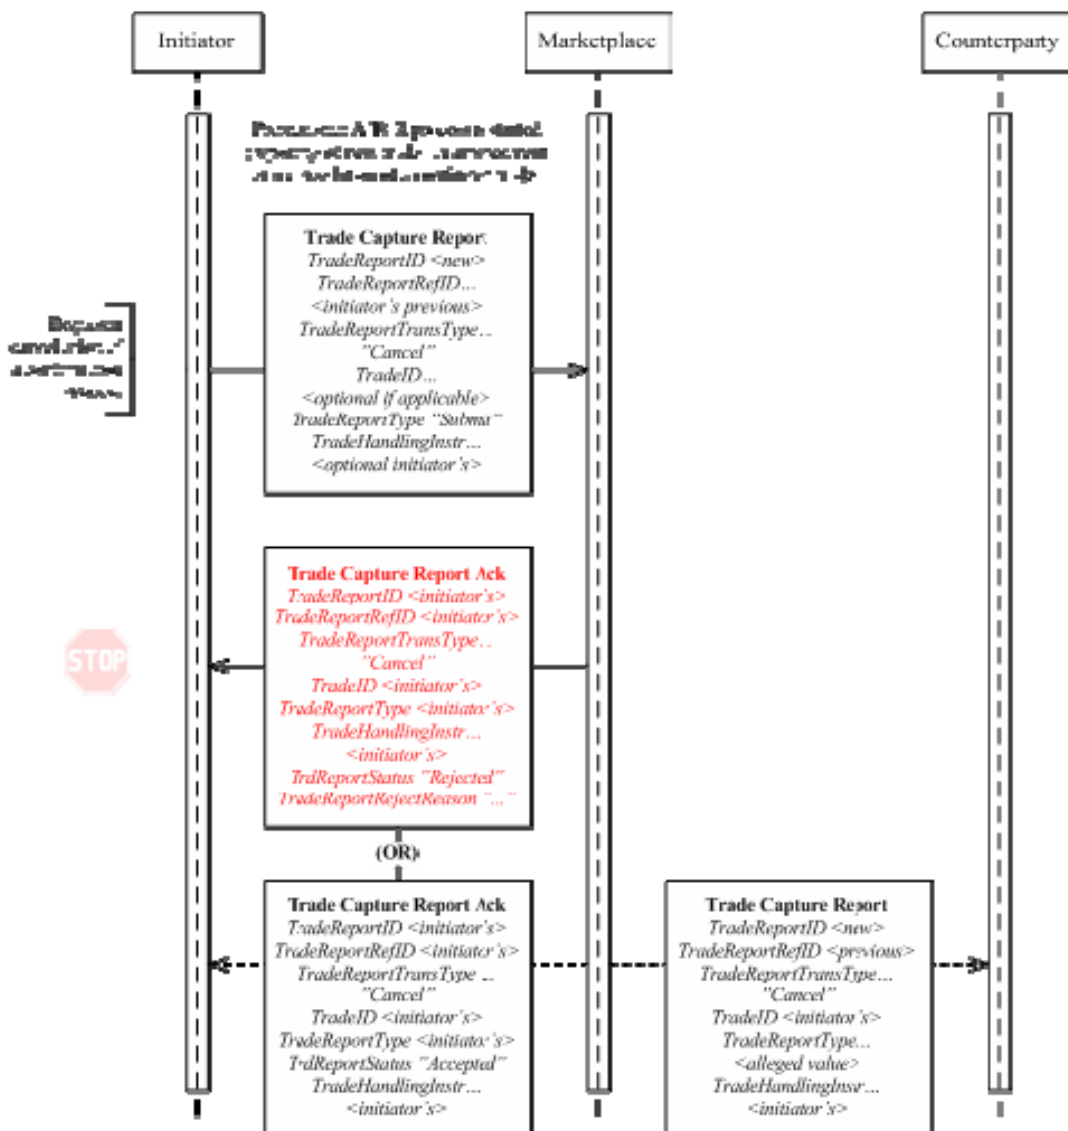 Initiator
Marketplace
Counterparty
Trade Capture Report
TradeReportID <new>
TradeReportRefID...
<initiator's previous>
TradeReportTransType...
"Cancel"
TradeID...
<optional if applicable>
TradeReportType "Submit"
TradeHandlingInstr...
<optional initiator's>
Trade Capture Report Ack
TradeReportID <initiator's>
TradeReportRefID <initiator's>
TradeReportTransType...
"Cancel"
TradeID <initiator's>
TradeReportType <initiator's>
TradeHandlingInstr...
<initiator's>
TrdReportStatus "Rejected"
TradeReportRejectReason "..."
STOP
(OR)
Trade Capture Report Ack
TradeReportID <initiator's>
TradeReportRefID <initiator's>
TradeReportTransType ...
"Cancel"
TradeID <initiator's>
TradeReportType <initiator's>
TrdReportStatus "Accepted"
TradeHandlingInstr...
<initiator's>
Trade Capture Report
TradeReportID <new>
TradeReportRefID <previous>
TradeReportTransType...
"Cancel"
TradeID <initiator's>
TradeReportType...
<alleged value>
TradeHandlingInsr...
<initiator's>